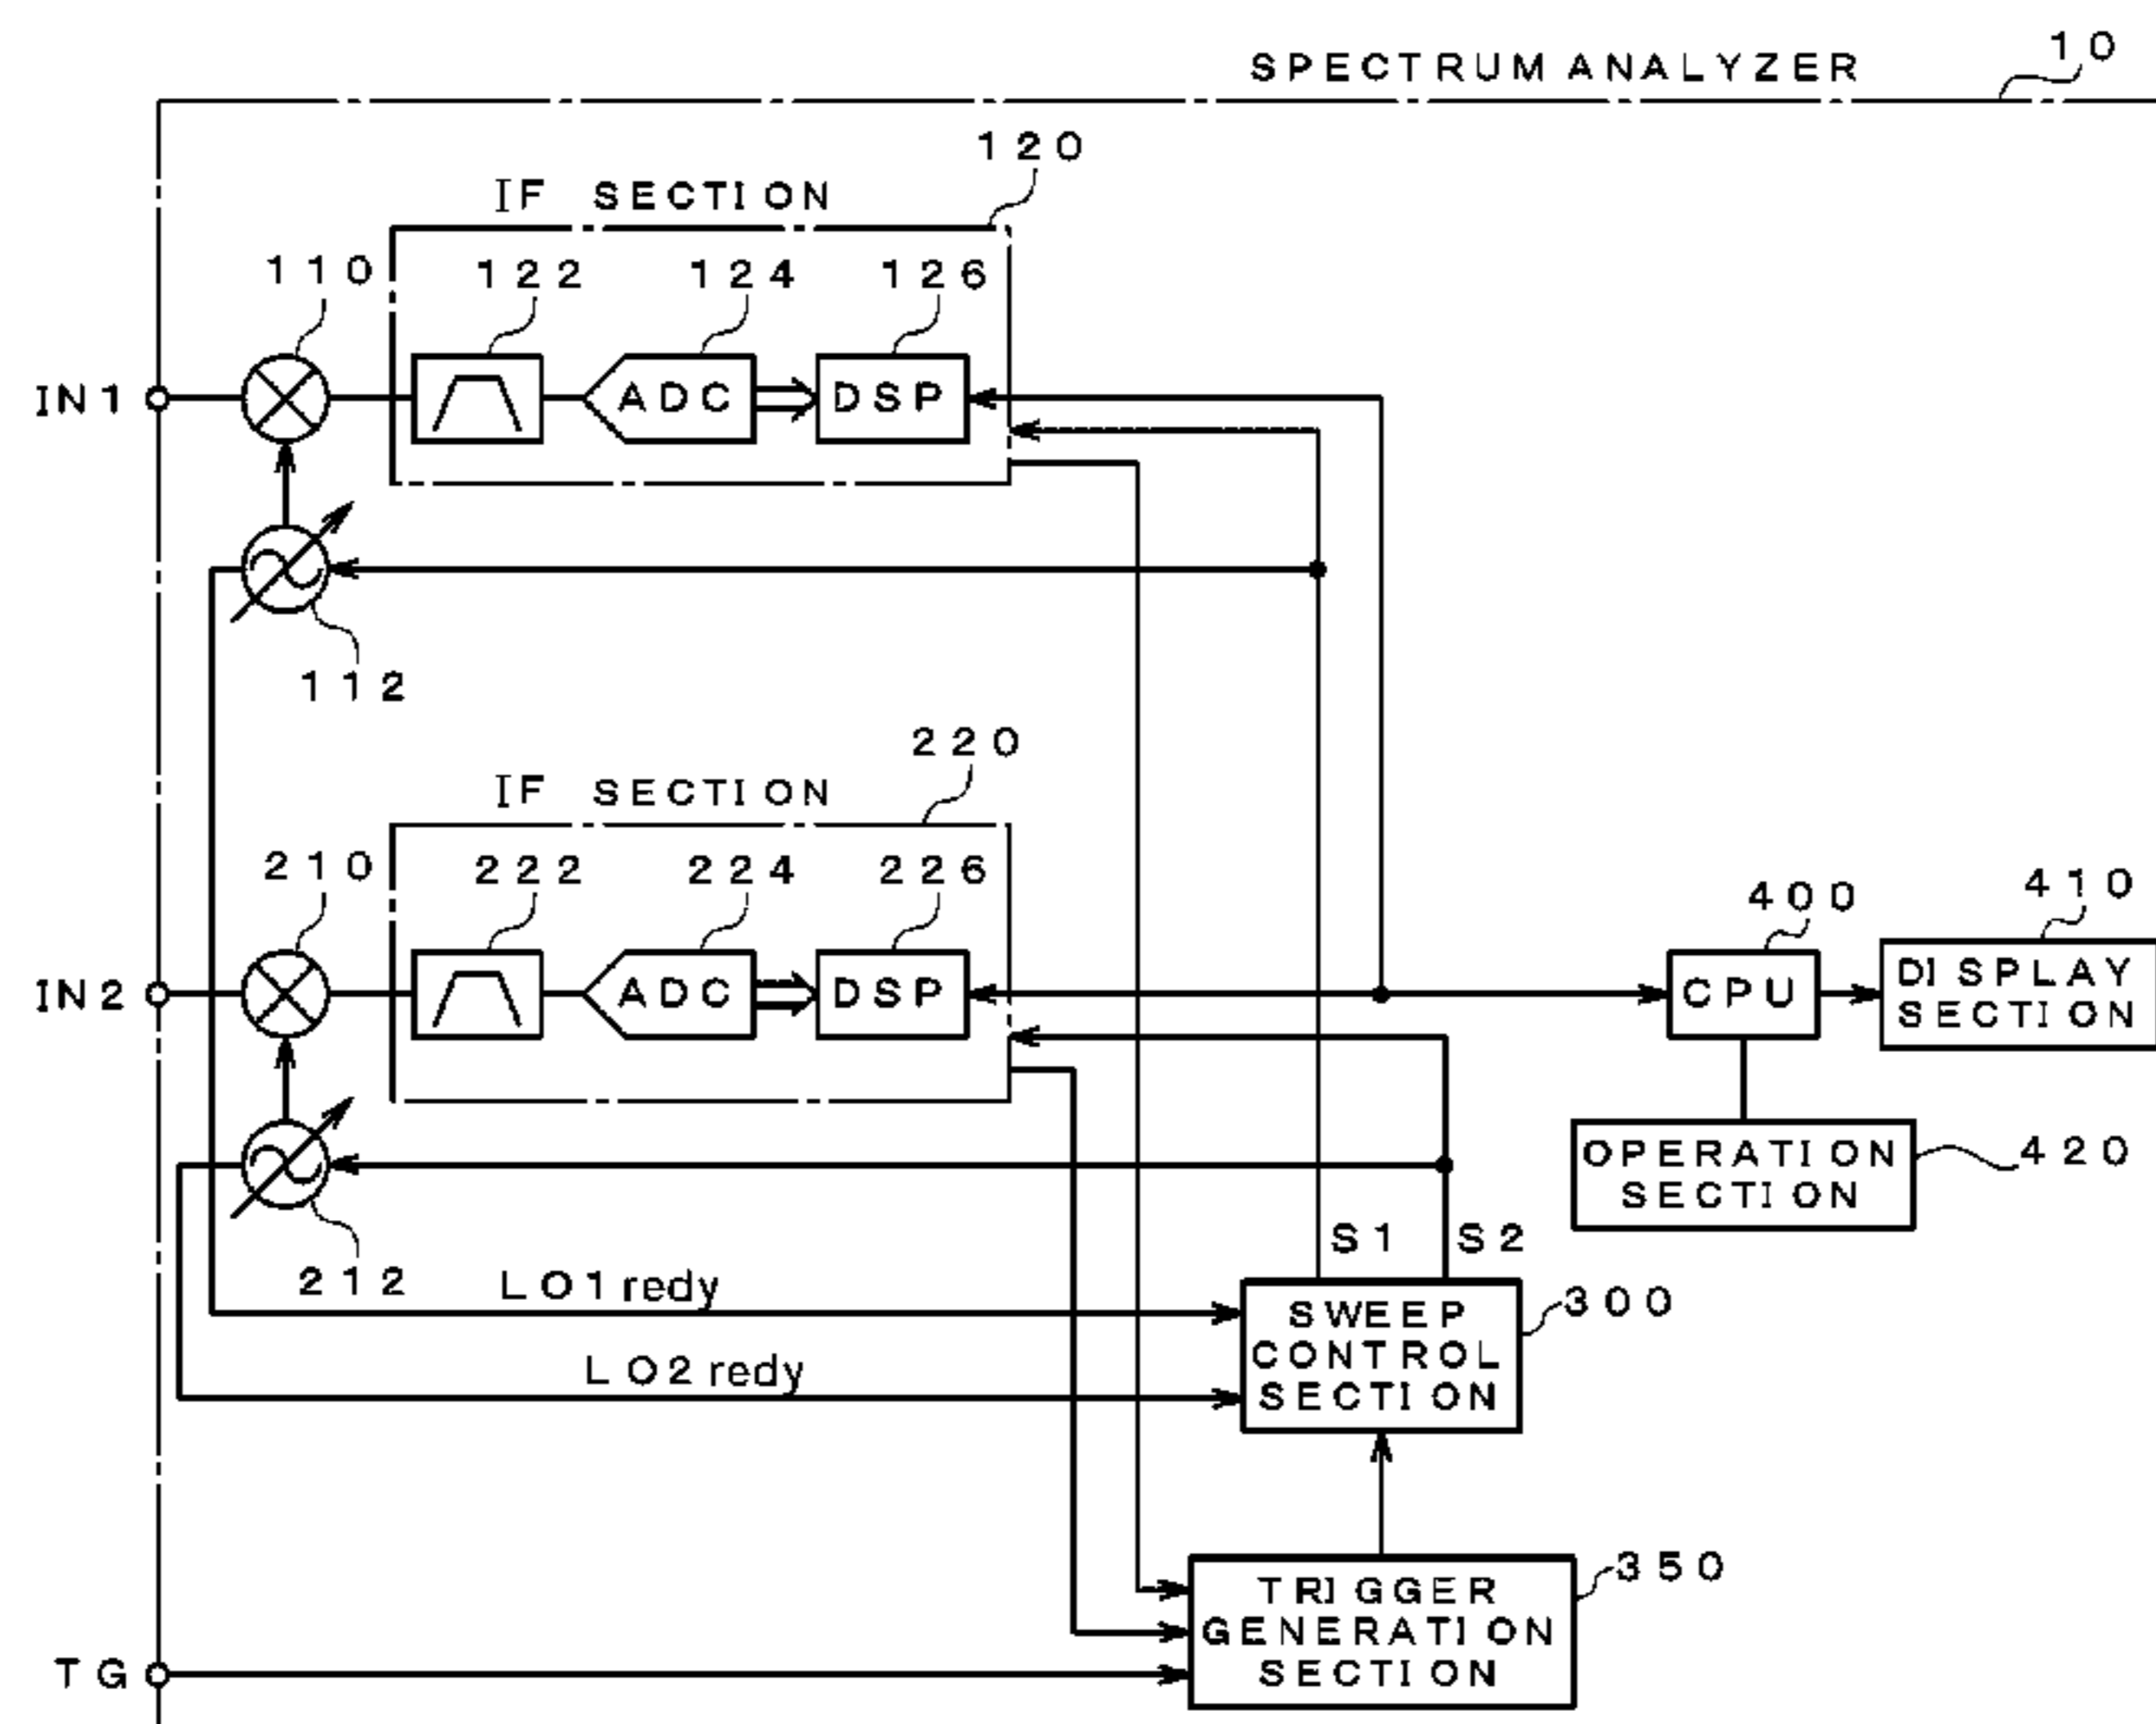 SPECTRUM ANALYZER
10
120
IF SECTION
110
122
124
126
IN1
ADC
DSP
112
220
IF SECTION
210
222
224
226
400
410
IN2
ADC
DSP
CPU
DISPLAY
SECTION
OPERATION
SECTION
420
S1
S2
212
LO1 redy
300
SWEEP
CONTROL
SECTION
LO2 redy
350
TRIGGER
GENERATION
SECTION
TG